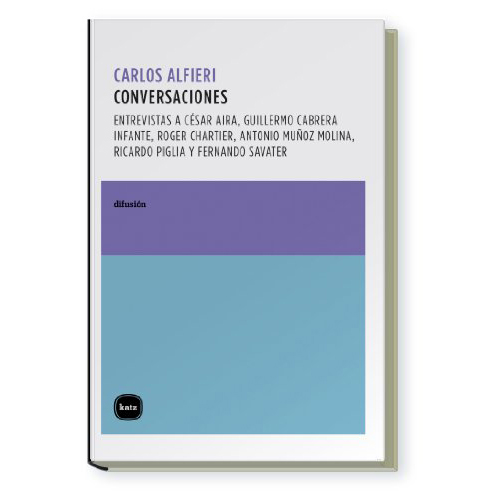 CARLOS ALFIERI
CONVERSACIONES
ENTREVISTAS A CÉSAR AIRA, GUILLERMO CABRERA
INFANTE, ROGER CHARTIER, ANTONIO MUÑOZ MOLINA,
RICARDO PIGLIA Y FERNANDO SAVATER
difusión
katz